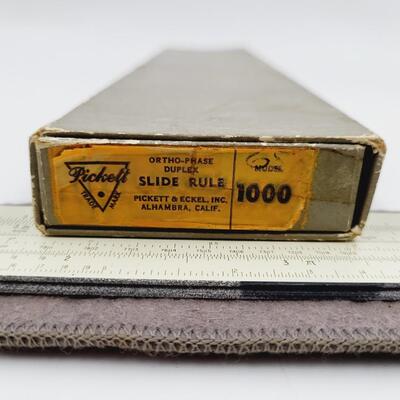 Pickett
TRADE MARK
ORTHO-PHASE
DUPLEX
SLIDE RULE
PICKETT & ECKEL, INC.
ALHAMBRA, CALIF.
MODEL
1000